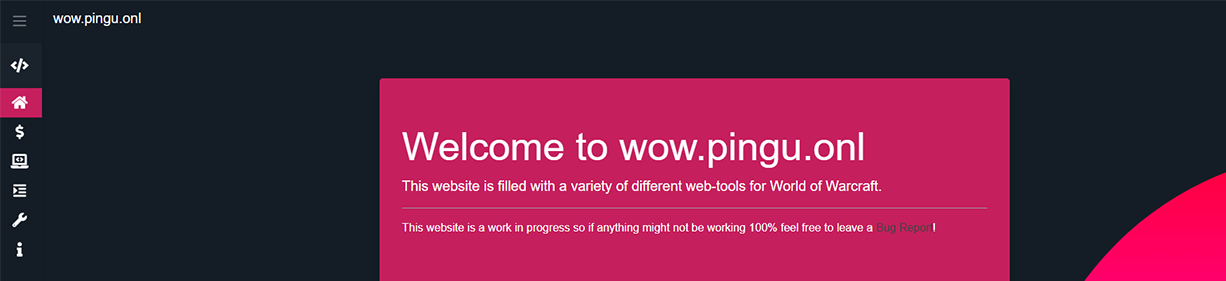 wow.pingu.onl
Welcome to wow.pingu.onl
This website is filled with a variety of different web-tools for World of Warcraft.
This website is a work in progress so if anything might not be working 100% feel free to leave a Bug Report!